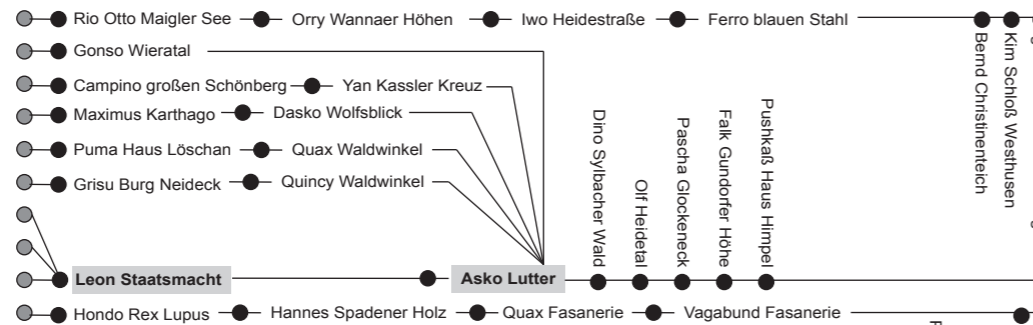 Rio Otto Maigler See Orry Wannaer Höhen Iwo Heidestraße Ferro blauen Stahl
Gonso Wieratal
Campino großen Schönberg Yan Kassler Kreuz
Maximus Karthago Dasko Wolfsblick
Puma Haus Löschan Quax Waldwinkel
Grisu Burg Neideck Quincy Waldwinkel
Dino Sylbacher Wald
Olf Heidetal
Pascha Glockeneck
Falk Gundorfer Höhe
Pushkaß Haus Himpel
Bernd Christinenteich
Kim Schloß Westhusen
Leon Staatsmacht Asko Lutter
Hondo Rex Lupus Hannes Spadener Holz Quax Fasanerie Vagabund Fasanerie